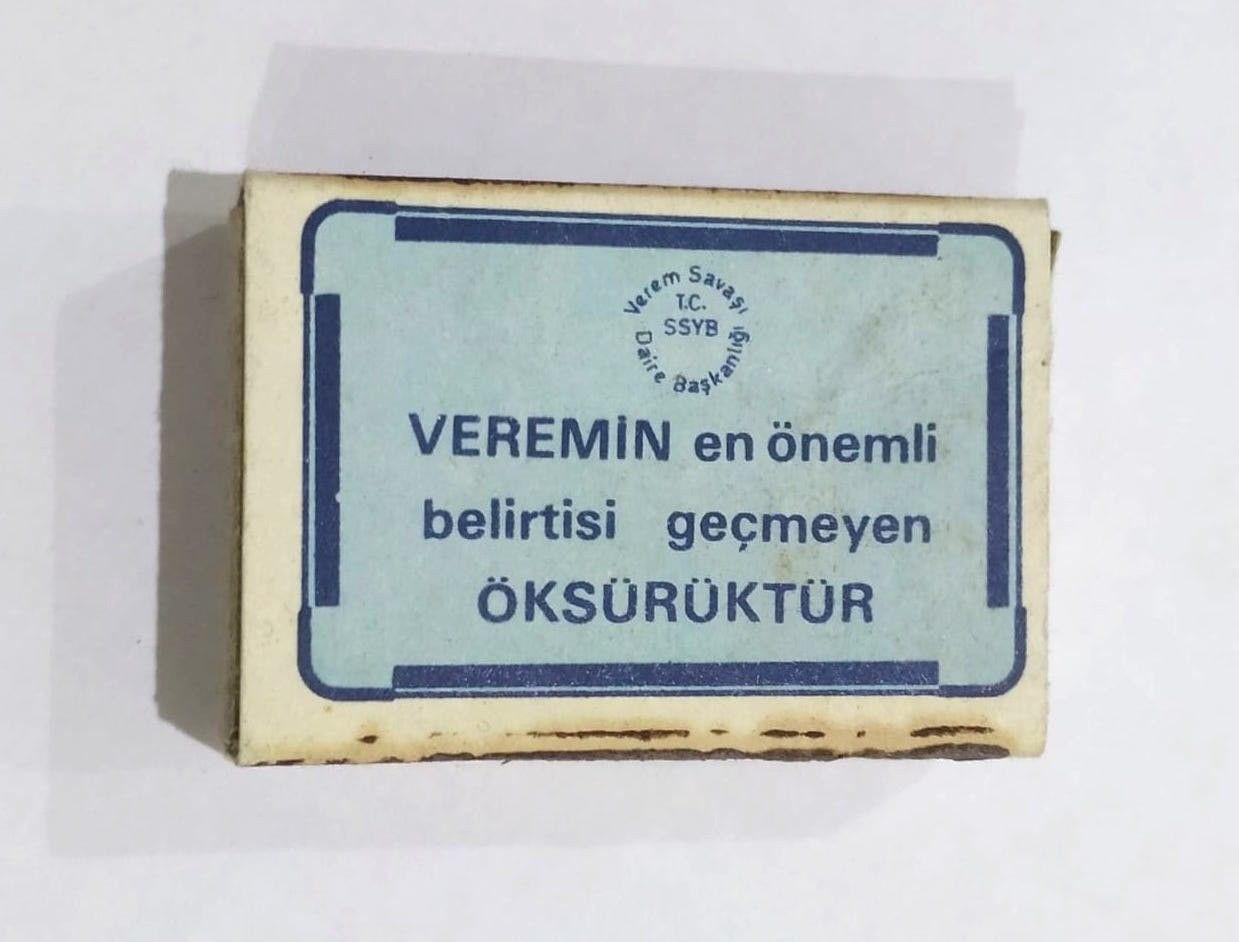 Verem Savaşı
T.C.
SSYB
Daire Başkanlığı
VEREMİN en önemli
belirtisi geçmeyen
ÖKSÜRÜKTÜR